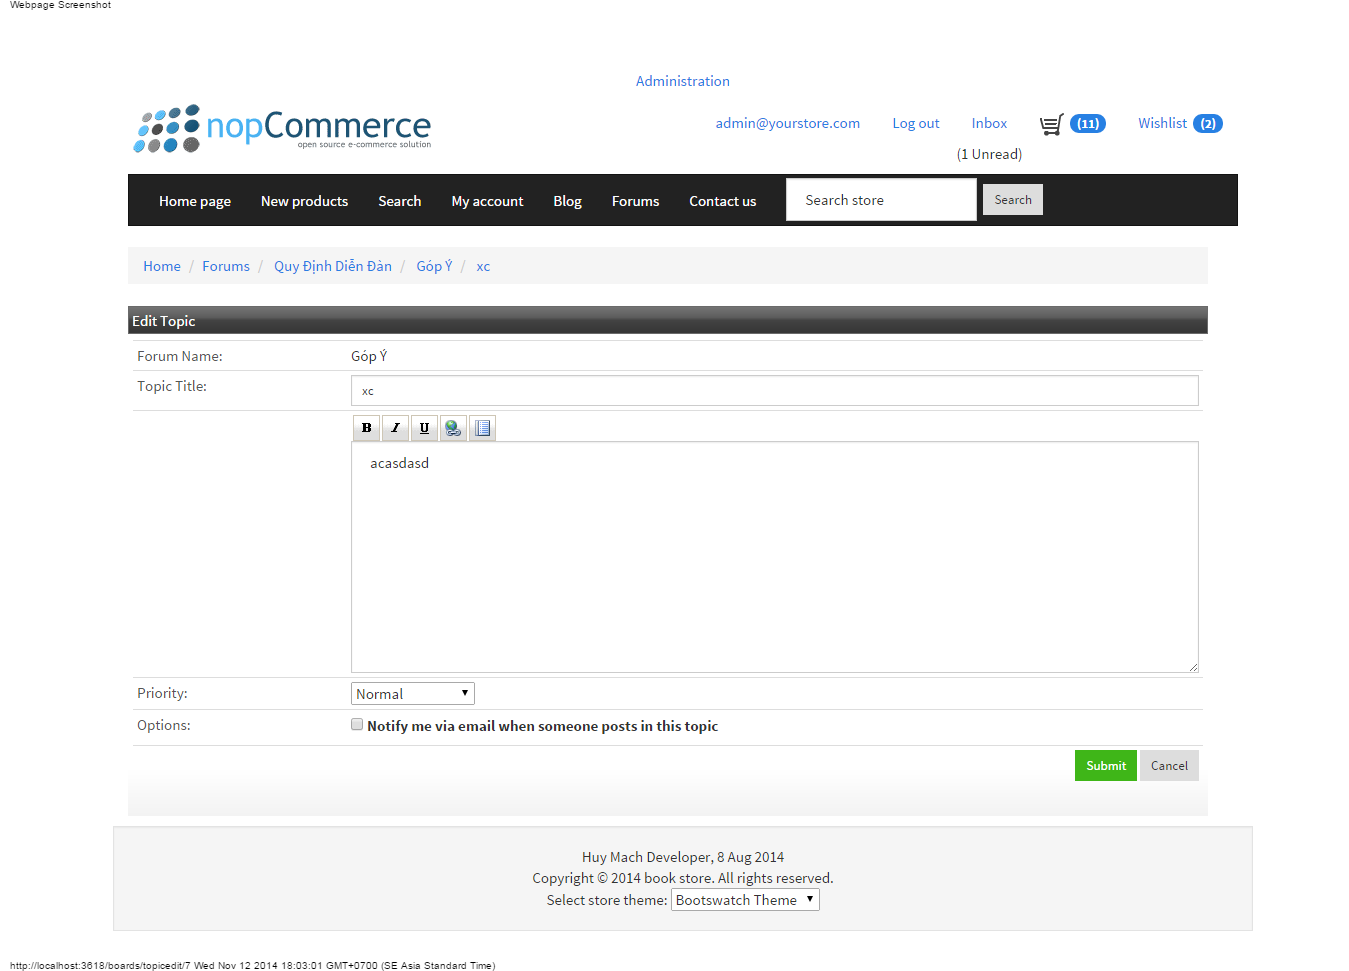 Webpage Screenshot
Administration
nopCommerce
open source e-commerce solution
admin@yourstore.com Log out Inbox (11) Wishlist (2)
(1 Unread)
Home page New products Search My account Blog Forums Contact us Search store Search
Home / Forums / Quy Định Diễn Đàn / Góp Ý / xc
Edit Topic
Forum Name: Góp Ý
Topic Title: xc
B I U
acasdasd
Priority: Normal
Options: Notify me via email when someone posts in this topic
Submit Cancel
Huy Mach Developer, 8 Aug 2014
Copyright © 2014 book store. All rights reserved.
Select store theme: Bootswatch Theme
http://localhost:3618/boards/topicedit/7 Wed Nov 12 2014 18:03:01 GMT+0700 (SE Asia Standard Time)